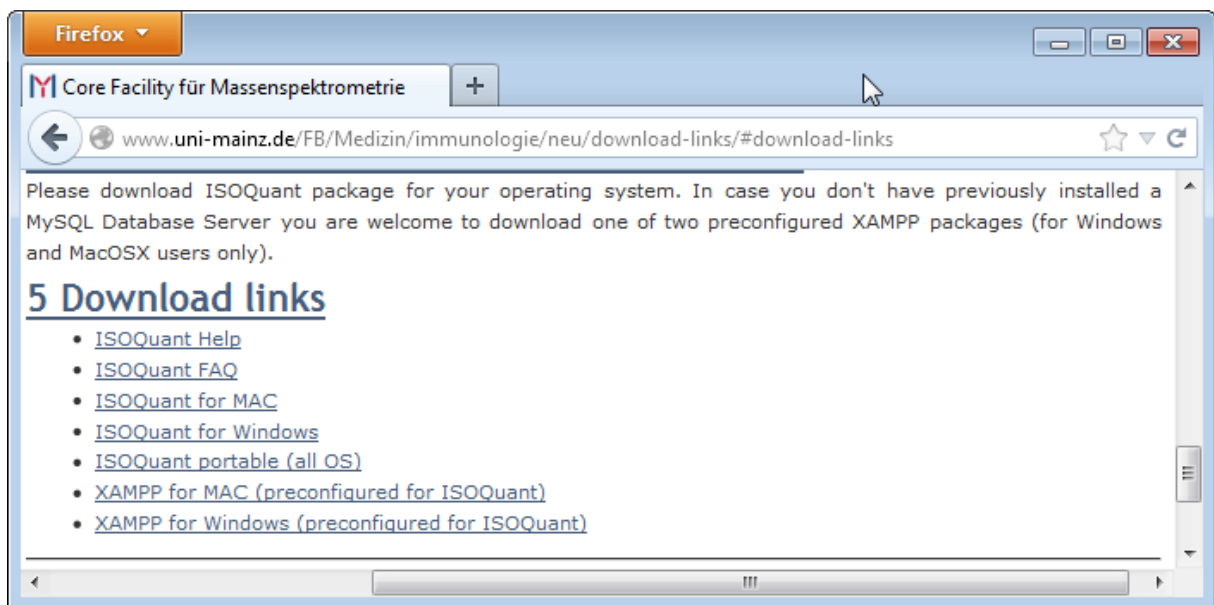 Firefox
Core Facility für Massenspektrometrie
www.uni-mainz.de/FB/Medizin/immunologie/neu/download-links/#download-links
Please download ISOQuant package for your operating system. In case you don't have previously installed a
MySQL Database Server you are welcome to download one of two preconfigured XAMPP packages (for Windows
and MacOSX users only).
5 Download links
• ISOQuant Help
• ISOQuant FAQ
• ISOQuant for MAC
• ISOQuant for Windows
• ISOQuant portable (all OS)
• XAMPP for MAC (preconfigured for ISOQuant)
• XAMPP for Windows (preconfigured for ISOQuant)